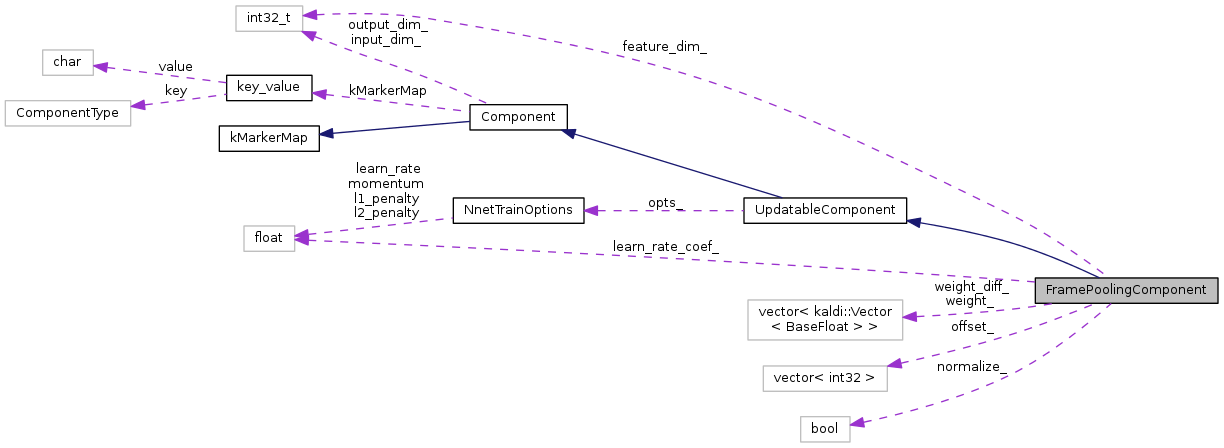 int32_t
output_dim_
input_dim_
feature_dim_
char
value
key_value
key
kMarkerMap
ComponentType
Component
kMarkerMap
learn_rate
momentum
l1_penalty
l2_penalty
NnetTrainOptions
opts_
UpdatableComponent
float
learn_rate_coef_
FramePoolingComponent
weight_diff_
weight_
vector< kaldi::Vector
< BaseFloat > >
offset_
vector< int32 >
normalize_
bool